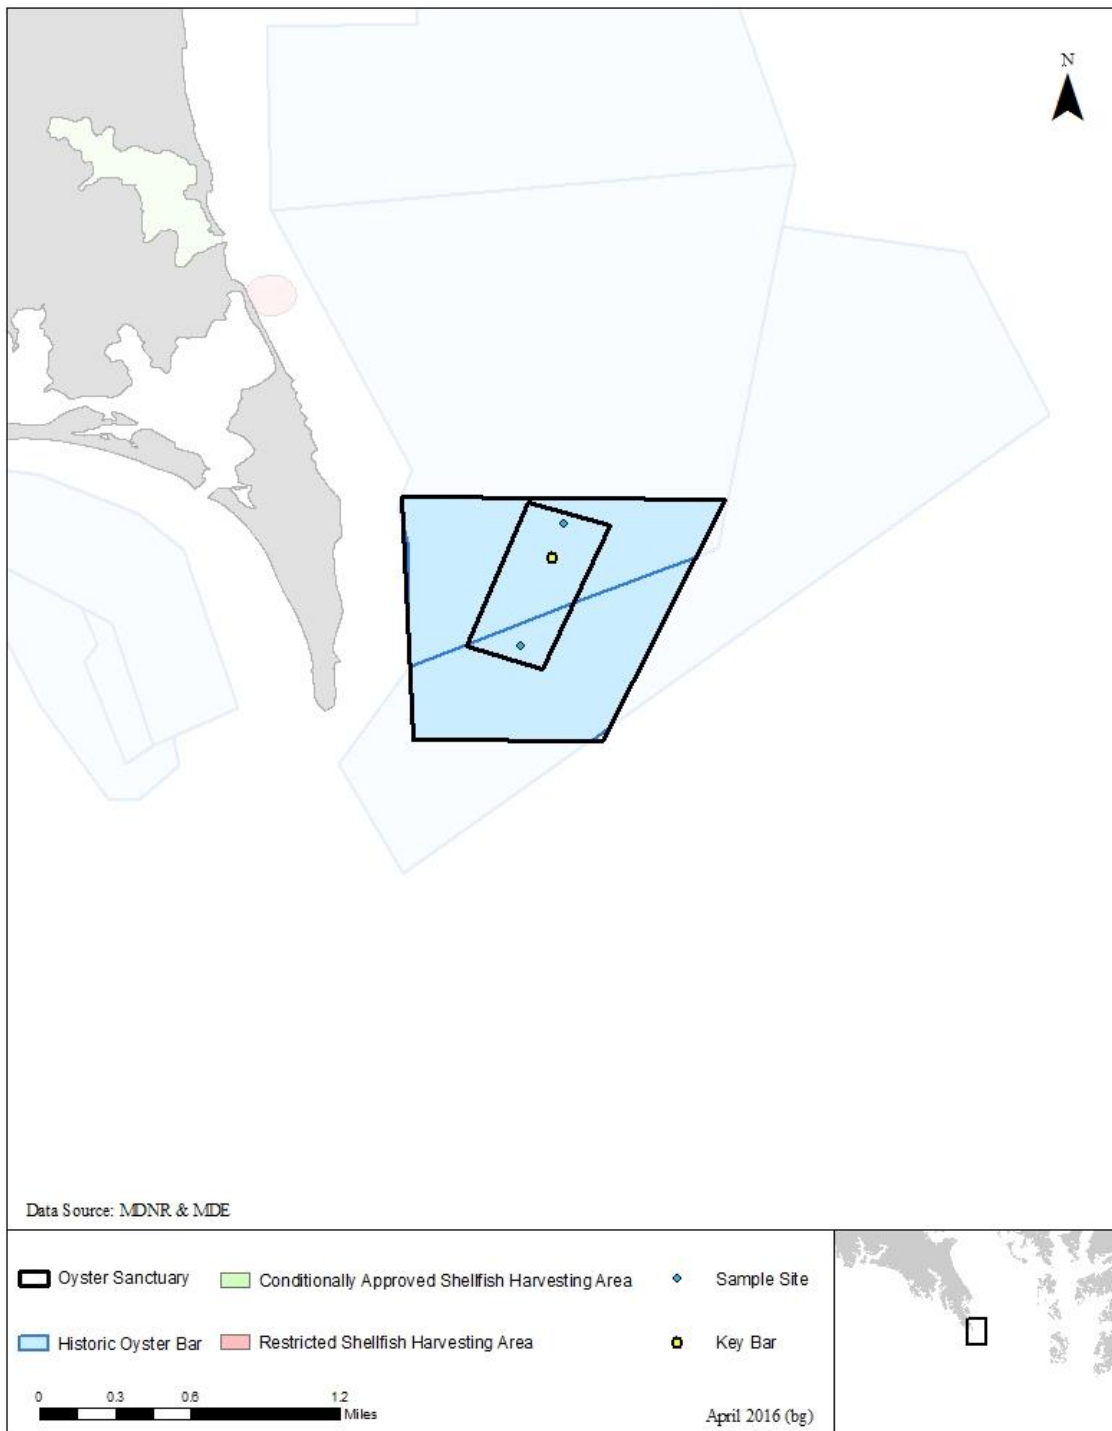 N
Data Source: MDNR & MDE
Oyster Sanctuary
Conditionally Approved Shellfish Harvesting Area
Sample Site
Historic Oyster Bar
Restricted Shellfish Harvesting Area
Key Bar
0 0.3 0.6 1.2
Miles
April 2016 (bg)